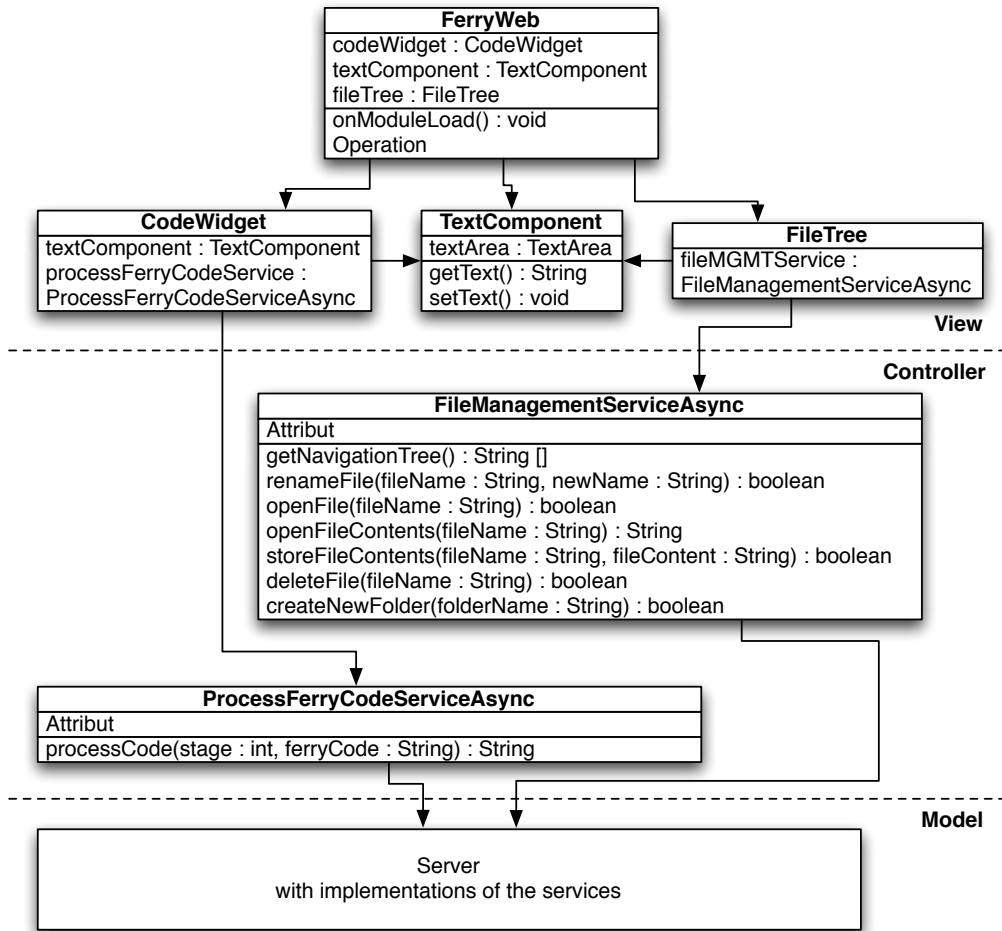 FerryWeb
codeWidget : CodeWidget
textComponent : TextComponent
fileTree : FileTree
onModuleLoad() : void
Operation
CodeWidget
textComponent : TextComponent
processFerryCodeService :
ProcessFerryCodeServiceAsync
TextComponent
textArea : TextArea
getText() : String
setText() : void
FileTree
fileMGMTService :
FileManagementServiceAsync
View
Controller
FileManagementServiceAsync
Attribut
getNavigationTree() : String []
renameFile(fileName : String, newName : String) : boolean
openFile(fileName : String) : boolean
openFileContents(fileName : String) : String
storeFileContents(fileName : String, fileContent : String) : boolean
deleteFile(fileName : String) : boolean
createNewFolder(folderName : String) : boolean
ProcessFerryCodeServiceAsync
Attribut
processCode(stage : int, ferryCode : String) : String
Model
Server
with implementations of the services